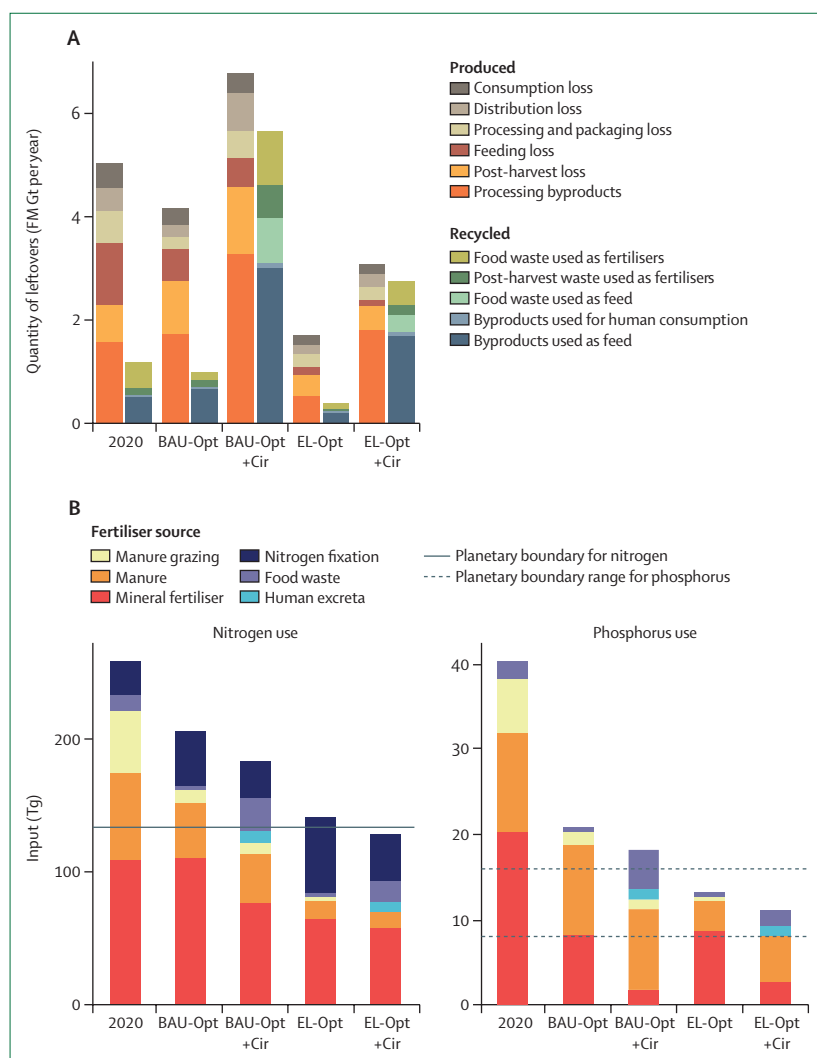 A
Quantity of leftovers (FM Gt per year)
6
4
2
0
2020
BAU-Opt
BAU-Opt
+Cir
EL-Opt
EL-Opt
+Cir
Produced
Consumption loss
Distribution loss
Processing and packaging loss
Feeding loss
Post-harvest loss
Processing byproducts
Recycled
Food waste used as fertilisers
Post-harvest waste used as fertilisers
Food waste used as feed
Byproducts used for human consumption
Byproducts used as feed
B
Fertiliser source
Manure grazing
Manure
Mineral fertiliser
Nitrogen fixation
Food waste
Human excreta
Planetary boundary for nitrogen
Planetary boundary range for phosphorus
Nitrogen use
Input (Tg)
200
100
0
2020
BAU-Opt
BAU-Opt
+Cir
EL-Opt
EL-Opt
+Cir
Phosphorus use
40
30
20
10
0
2020
BAU-Opt
BAU-Opt
+Cir
EL-Opt
EL-Opt
+Cir